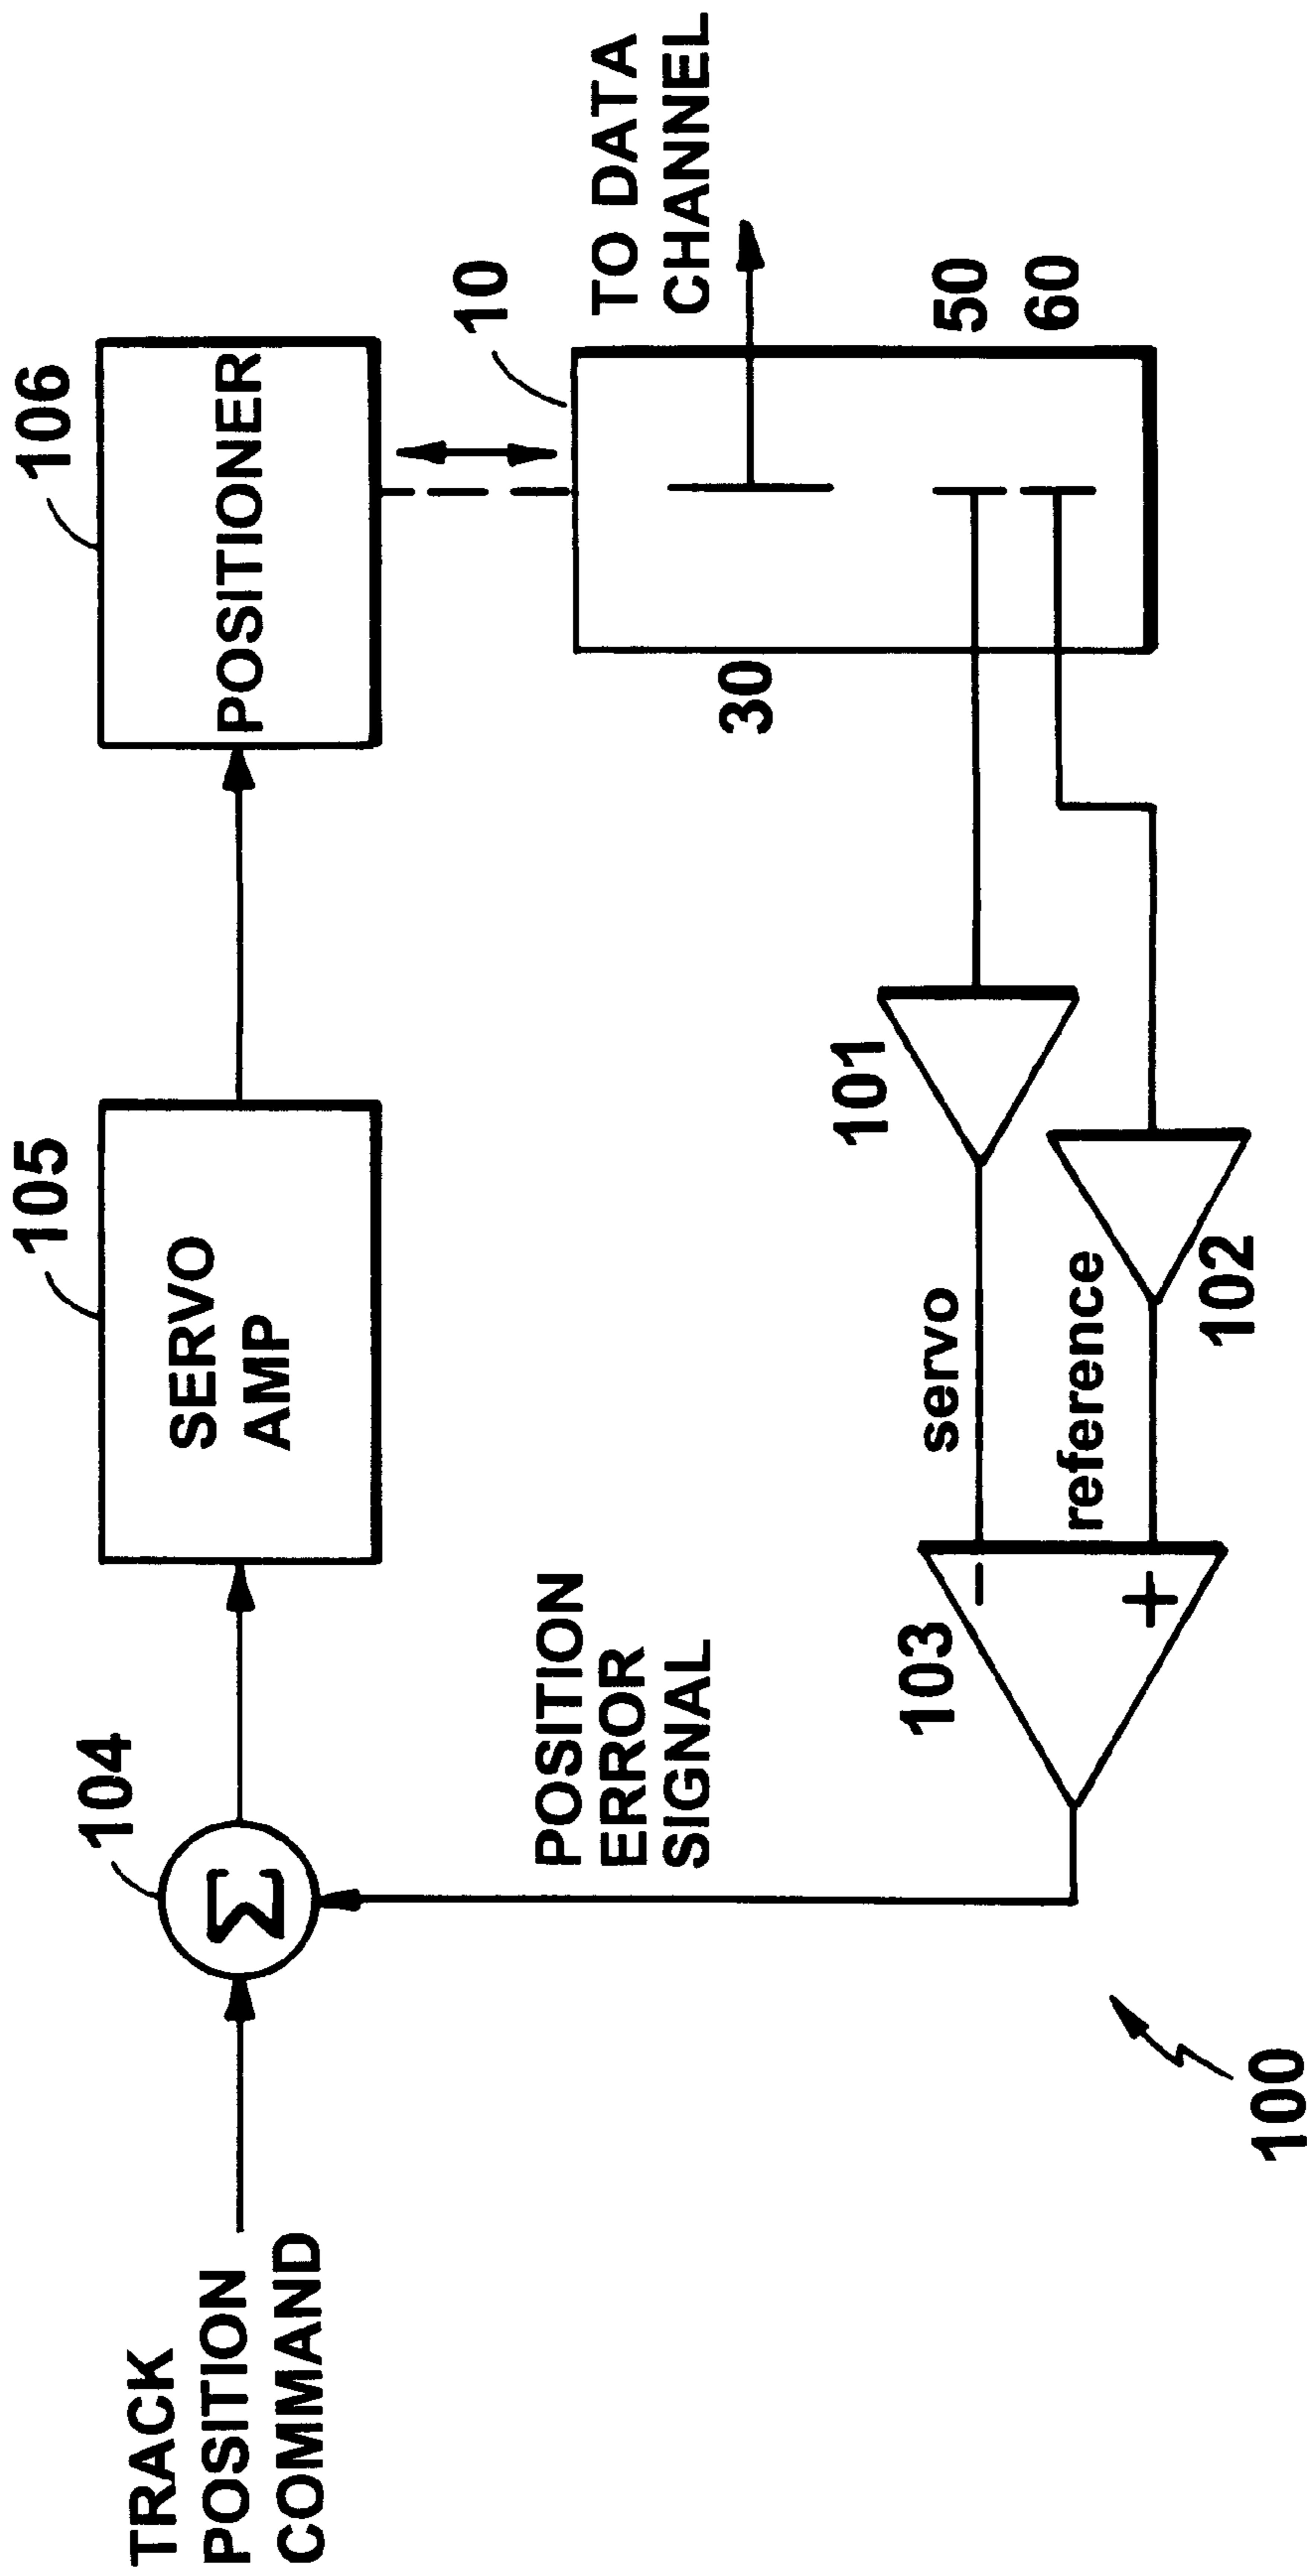 106
POSITIONER
105
SERVO
AMP
104
Σ
TRACK
POSITION
COMMAND
10
TO DATA
CHANNEL
30
50
60
POSITION
ERROR
SIGNAL
101
servo
102
reference
103
−
+
100